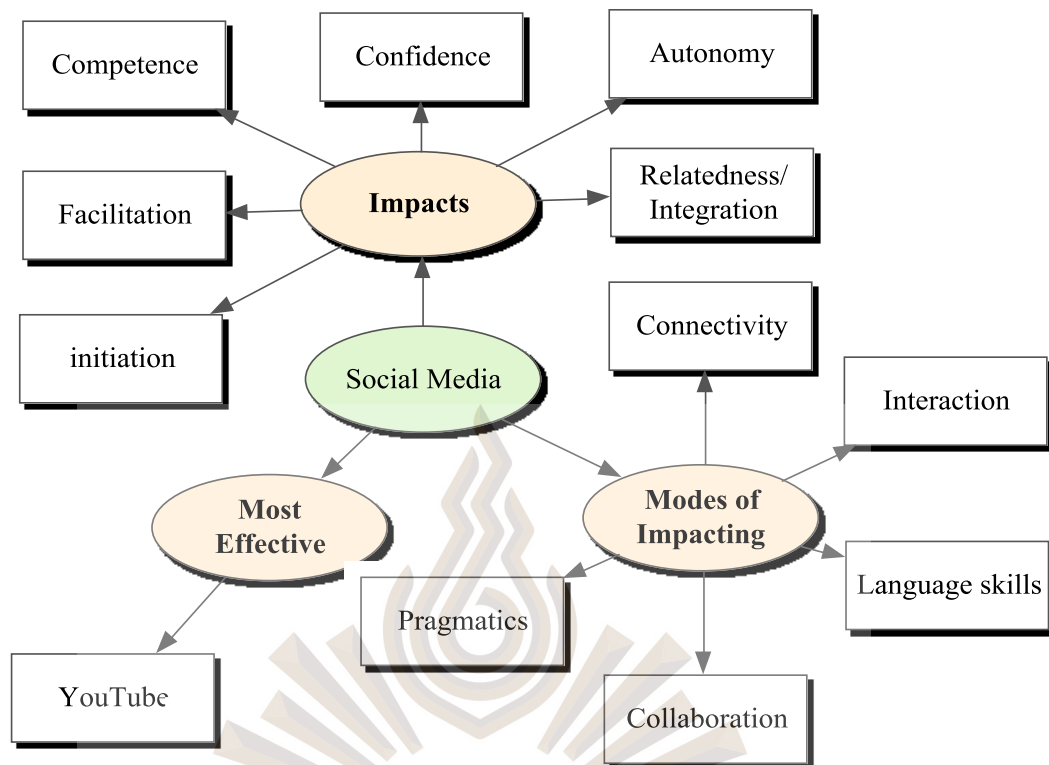 Competence
Confidence
Autonomy
Impacts
Relatedness/
Integration
Facilitation
initiation
Connectivity
Social Media
Interaction
Most
Effective
Modes of
Impacting
Language skills
Pragmatics
YouTube
Collaboration